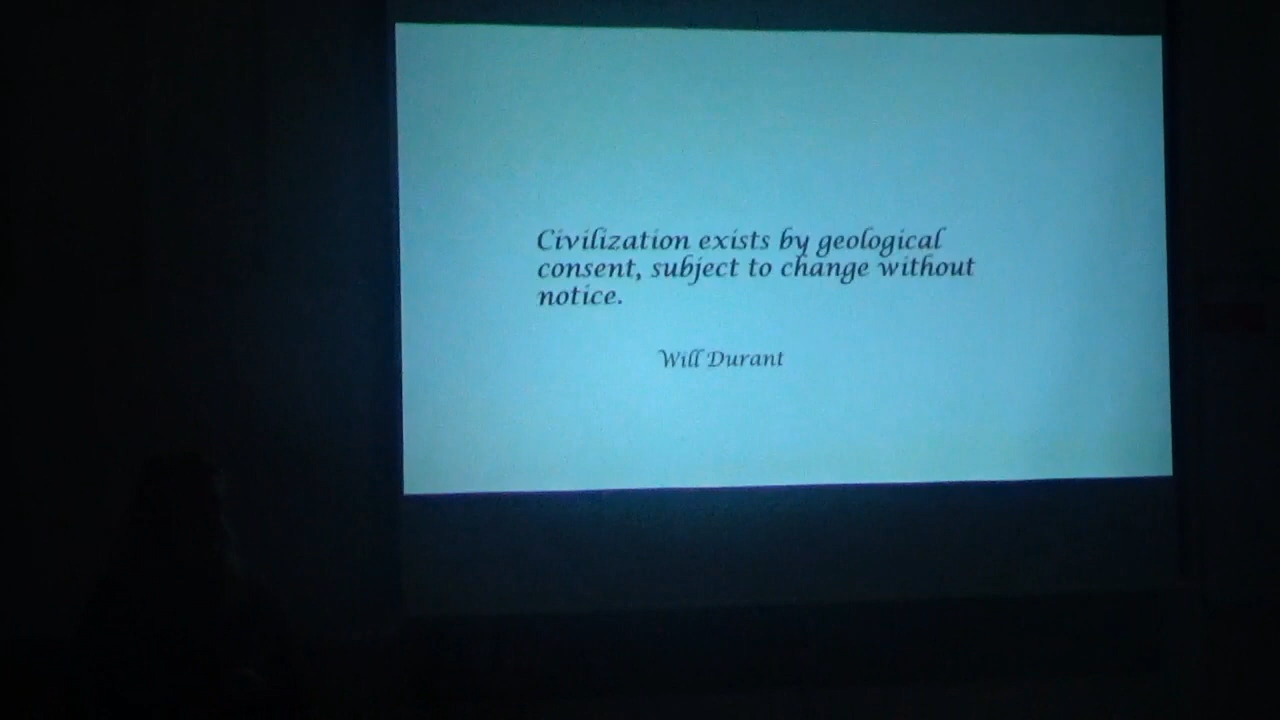 Civilization exists by geological
consent, subject to change without
notice.
Will Durant